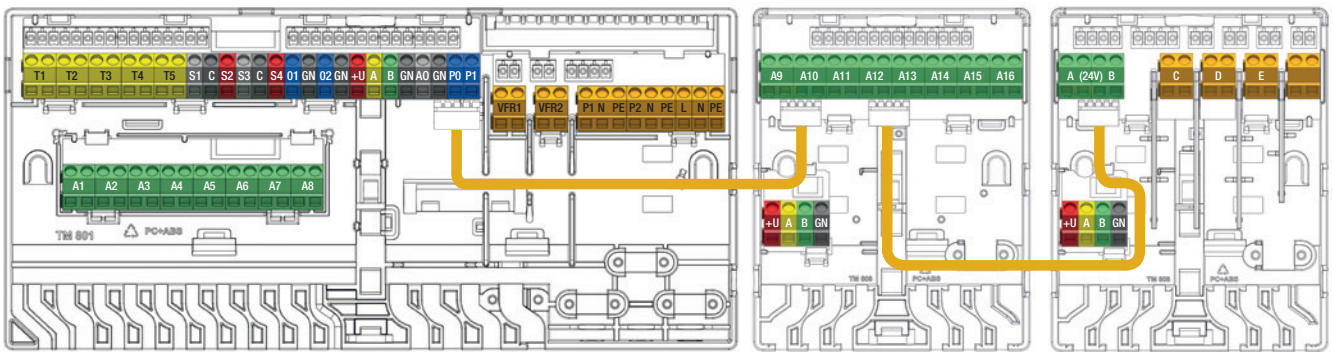 T1 T2 T3 T4 T5 S1 C S2 S3 C S4 01 GN 02 GN +U A B GN AO GN P0 P1
VFR1 VFR2 P1 N PE P2 N PE L N PE
A1 A2 A3 A4 A5 A6 A7 A8
TM 801 PC+ABS
A9 A10 A11 A12 A13 A14 A15 A16
+U A B GN
TM 808 PC+ABS
A (24V) B C D E
+U A B GN
TM 808 PC+ABS